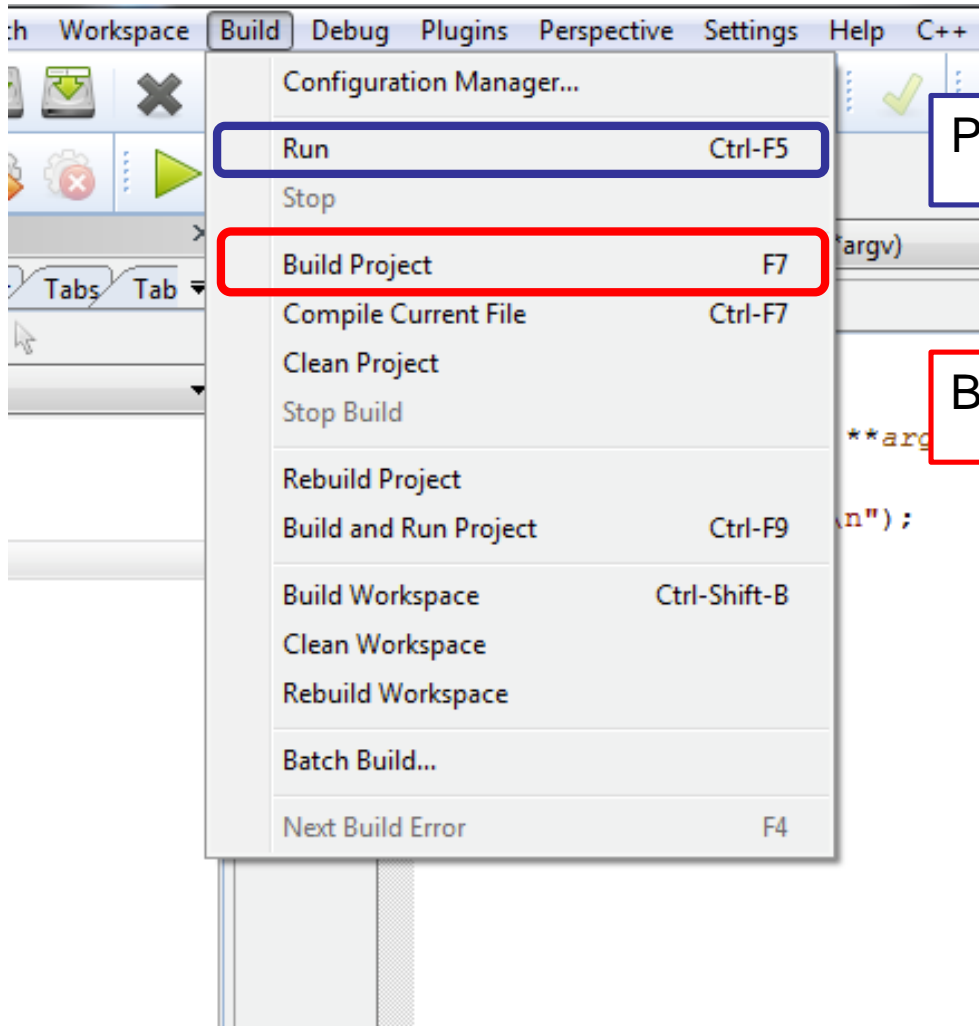 Workspace Build Debug Plugins Perspective Settings Help C++
Configuration Manager...
P
Run Ctrl-F5
Stop
*argv)
Build Project F7
Tabs Tab
Compile Current File Ctrl-F7
Clean Project
B
Stop Build
**arg
Rebuild Project
\n");
Build and Run Project Ctrl-F9
Build Workspace Ctrl-Shift-B
Clean Workspace
Rebuild Workspace
Batch Build...
Next Build Error F4